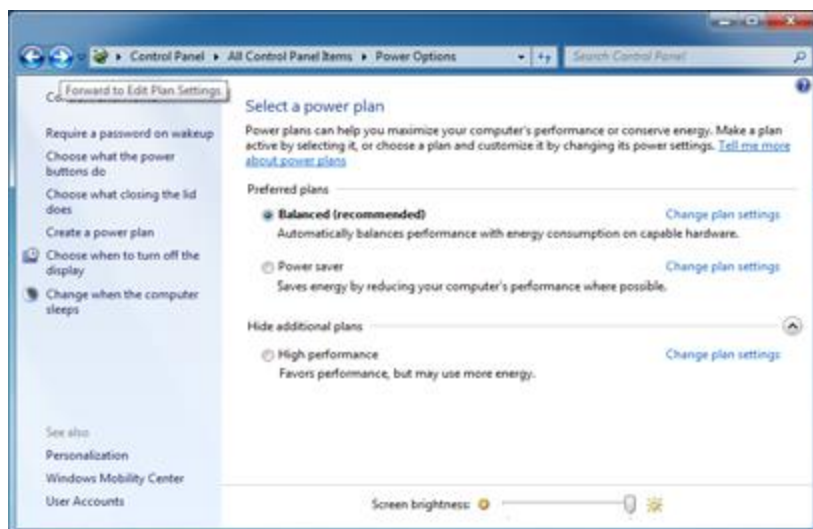 Control Panel ▸ All Control Panel Items ▸ Power Options
Search Control Panel
Forward to Edit Plan Settings
Require a password on wakeup
Choose what the power
buttons do
Choose what closing the lid
does
Create a power plan
Choose when to turn off the
display
Change when the computer
sleeps
See also
Personalization
Windows Mobility Center
User Accounts
Select a power plan
Power plans can help you maximize your computer's performance or conserve energy. Make a plan
active by selecting it, or choose a plan and customize it by changing its power settings. Tell me more
about power plans
Preferred plans
Balanced (recommended) Change plan settings
Automatically balances performance with energy consumption on capable hardware.
Power saver Change plan settings
Saves energy by reducing your computer's performance where possible.
Hide additional plans
High performance Change plan settings
Favors performance, but may use more energy.
Screen brightness: